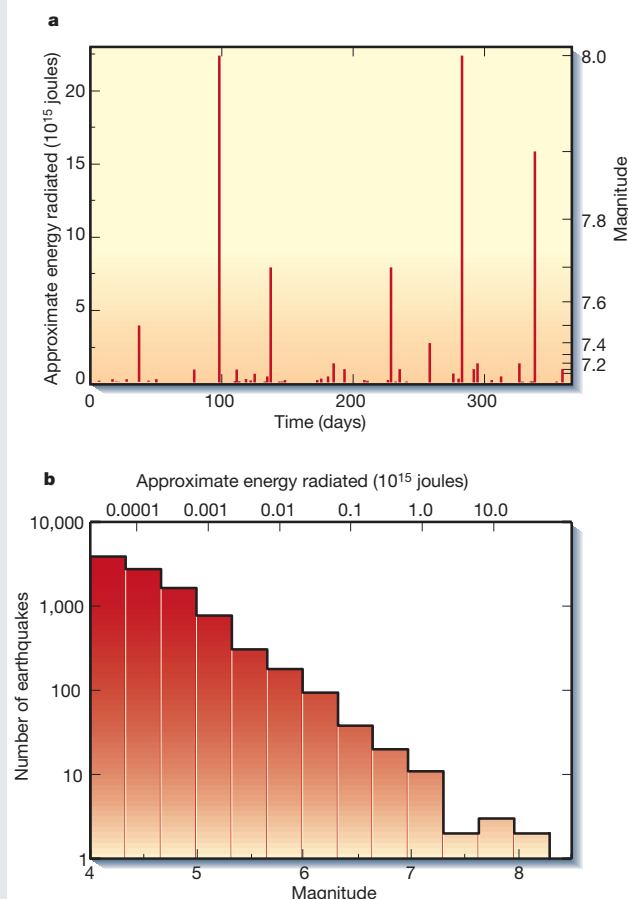 a
Approximate energy radiated (10¹⁵ joules)
20
15
10
5
0
8.0
7.8
7.6
7.4
7.2
Magnitude
0 100 200 300
Time (days)
b
Approximate energy radiated (10¹⁵ joules)
0.0001 0.001 0.01 0.1 1.0 10.0
Number of earthquakes
10,000
1,000
100
10
1
4 5 6 7 8
Magnitude